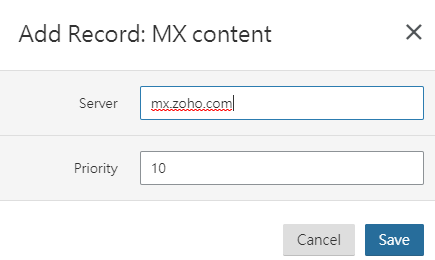 Add Record: MX content
Server
mx.zoho.com
Priority
10
Cancel
Save